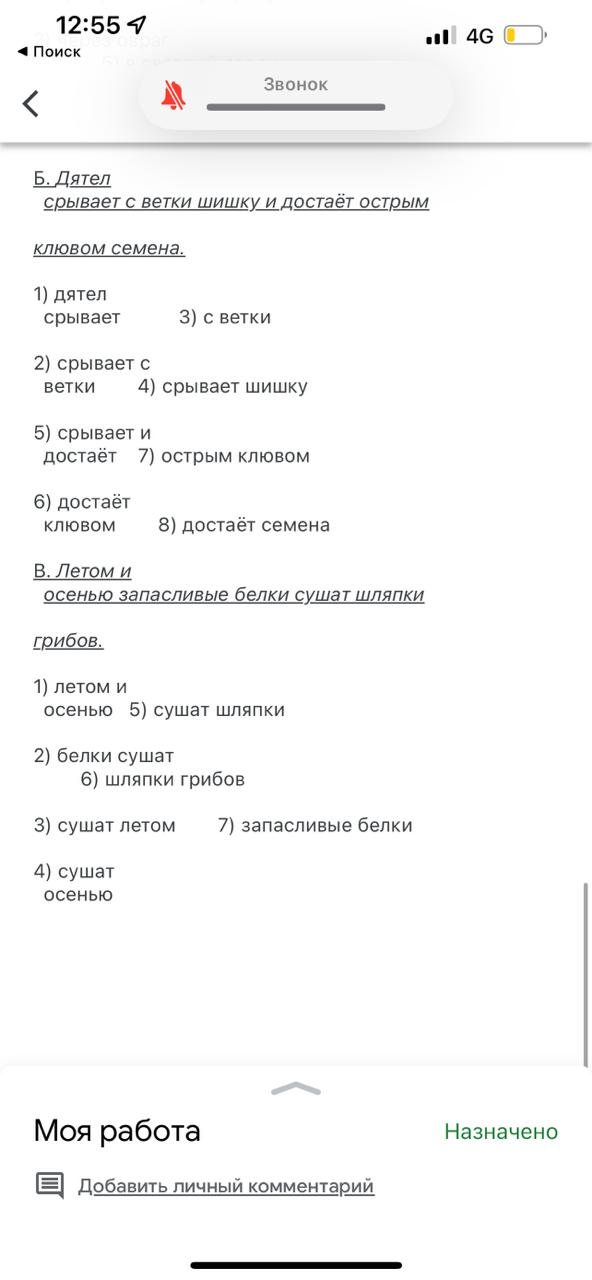 12:55
4G
Поиск
Звонок
Б. Дятел
срывает с ветки шишку и достаёт острым
клювом семена.
1) дятел
срывает 3) с ветки
2) срывает с
ветки 4) срывает шишку
5) срывает и
достаёт 7) острым клювом
6) достаёт
клювом 8) достаёт семена
В. Летом и
осенью запасливые белки сушат шляпки
грибов.
1) летом и
осенью 5) сушат шляпки
2) белки сушат
6) шляпки грибов
3) сушат летом 7) запасливые белки
4) сушат
осенью
Моя работа Назначено
Добавить личный комментарий